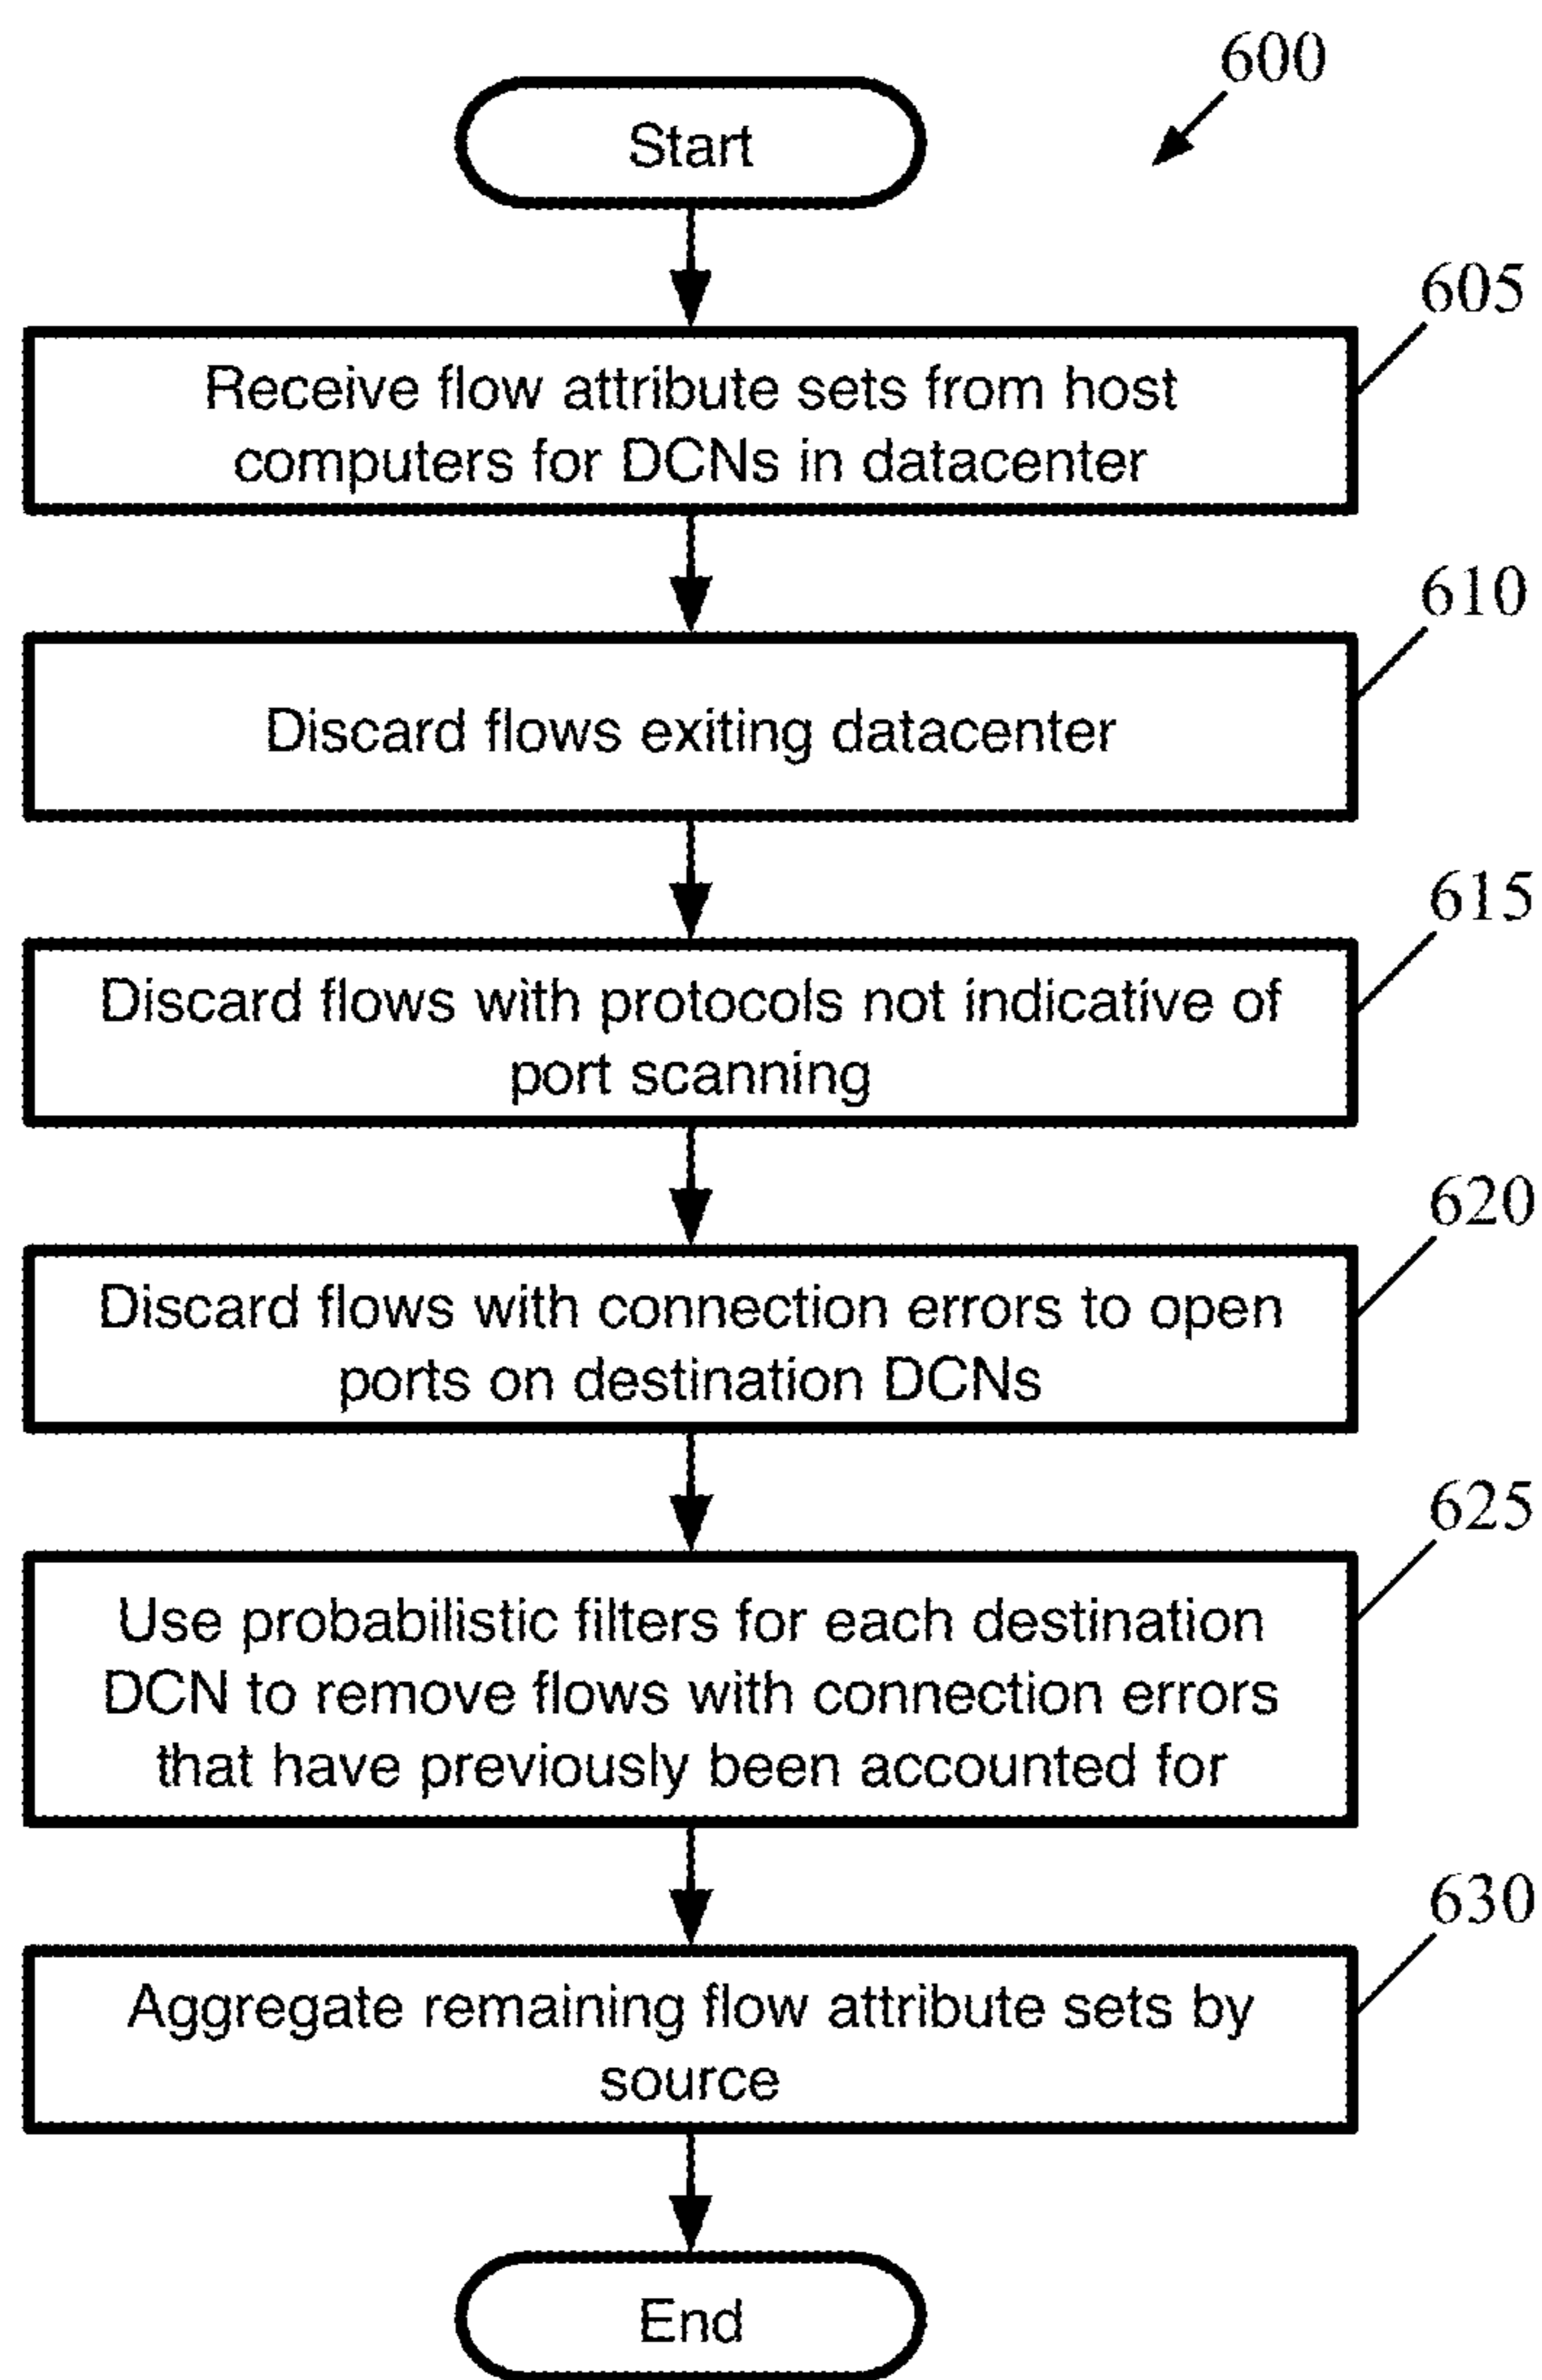 600
Start
605
Receive flow attribute sets from host
computers for DCNs in datacenter
610
Discard flows exiting datacenter
615
Discard flows with protocols not indicative of
port scanning
620
Discard flows with connection errors to open
ports on destination DCNs
625
Use probabilistic filters for each destination
DCN to remove flows with connection errors
that have previously been accounted for
630
Aggregate remaining flow attribute sets by
source
End